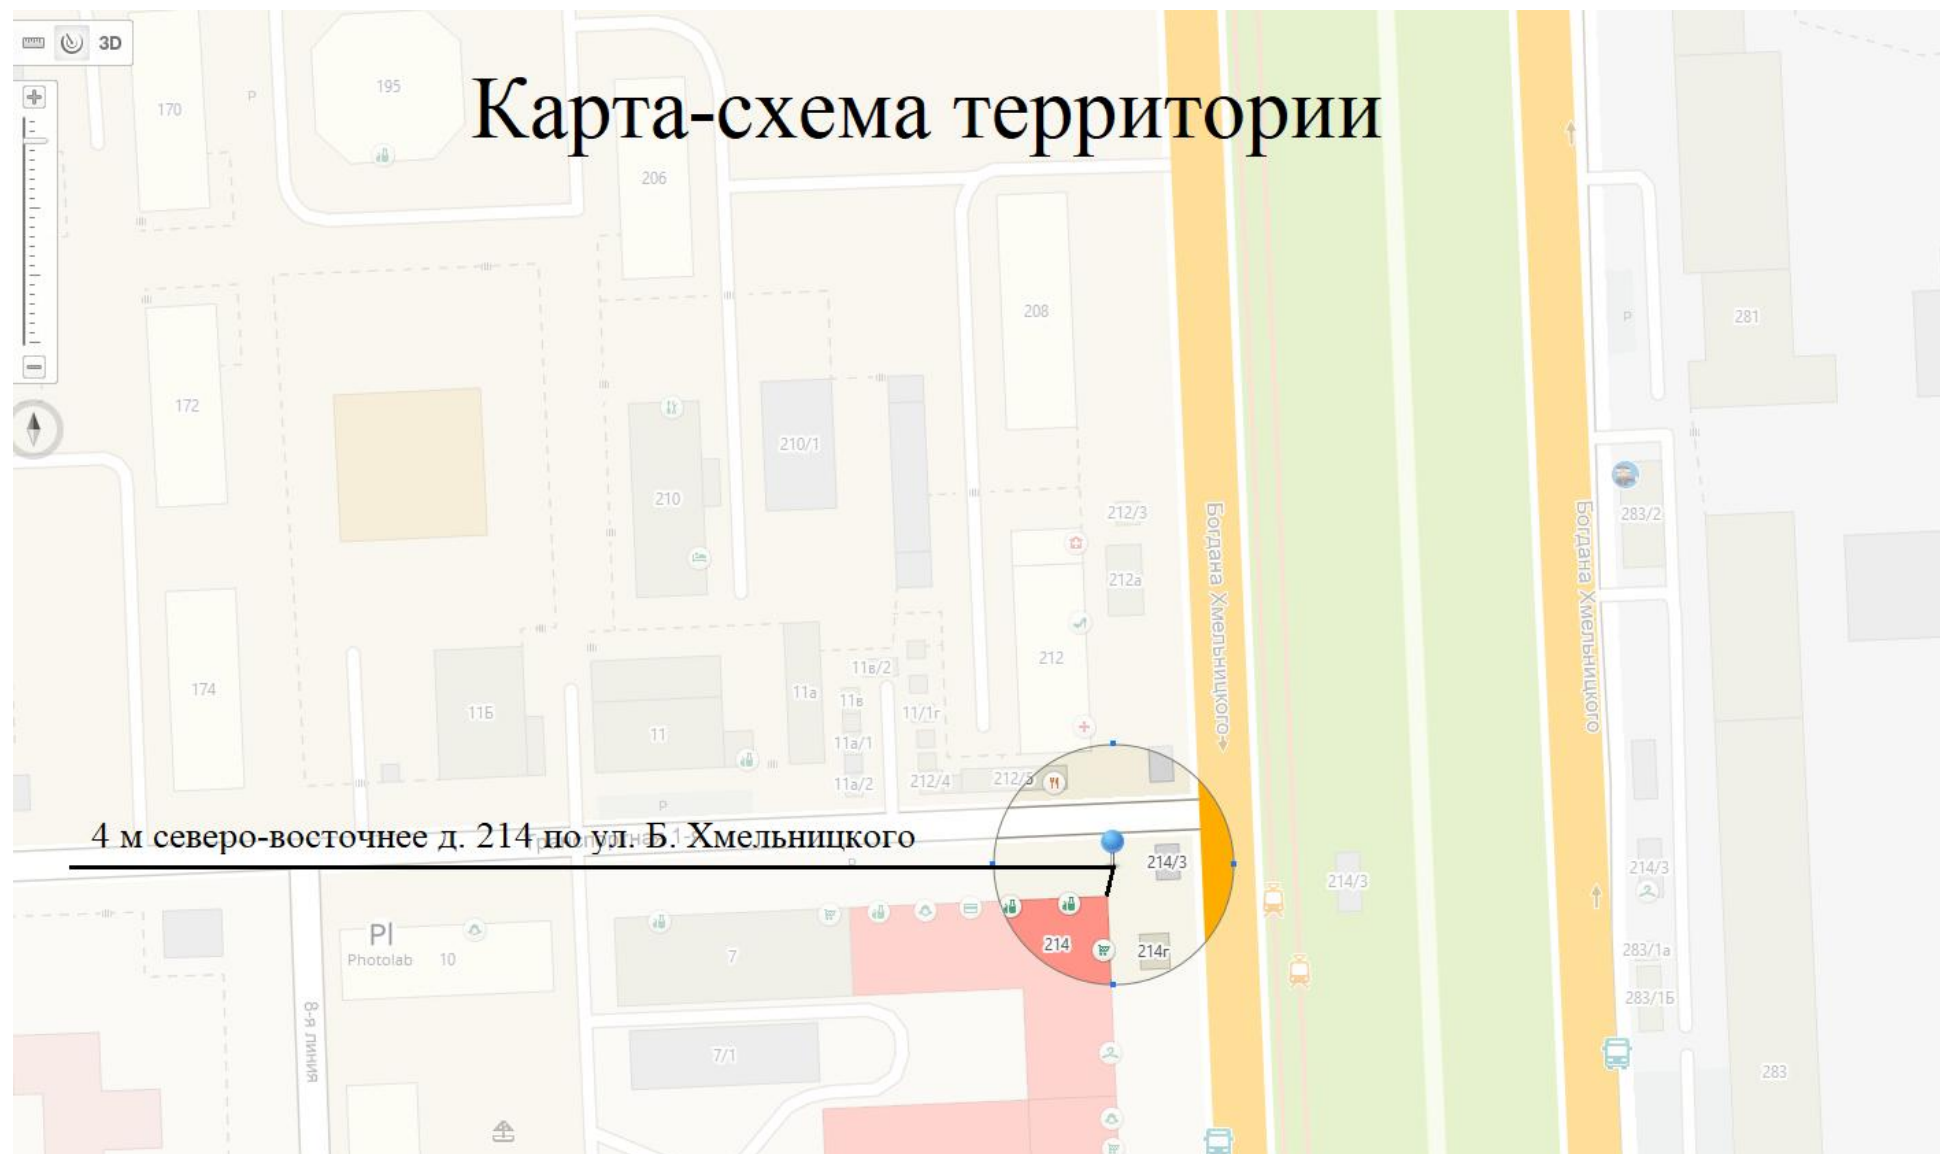 3D
Карта-схема территории
195
170
P
206
208
P
281
172
210/1
210
212/3
283/2
Богдана Хмельницкого
Богдана Хмельницкого
212а
11в/2
212
174
11а
11в
11Б
11/1г
11
11а/1
11а/2
212/4
212/5
P
4 м северо-восточнее д. 214 по ул. Б. Хмельницкого
P
214/3
214/3
214/3
Pl
Photolab
10
7
214
214г
283/1а
283/1Б
8-я линия
7/1
283